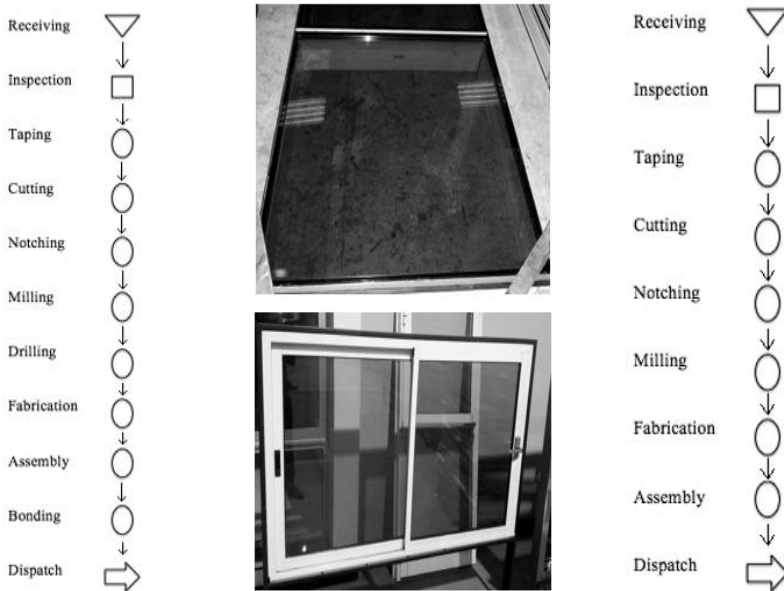 Receiving
Inspection
Taping
Cutting
Notching
Milling
Drilling
Fabrication
Assembly
Bonding
Dispatch
Receiving
Inspection
Taping
Cutting
Notching
Milling
Fabrication
Assembly
Dispatch